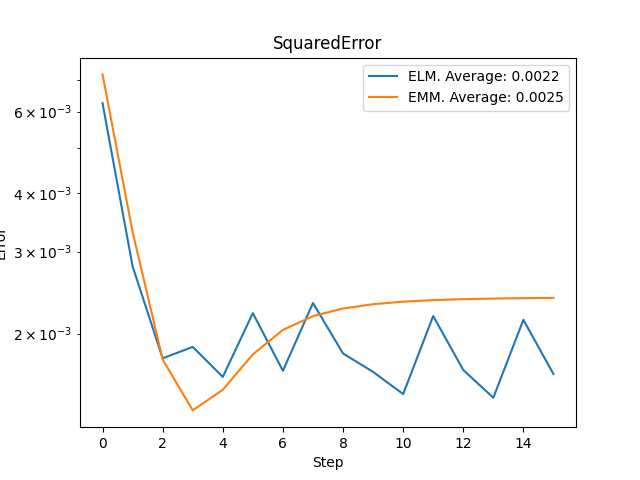 SquaredError
ELM. Average: 0.0022
EMM. Average: 0.0025
6 × 10⁻³
4 × 10⁻³
3 × 10⁻³
2 × 10⁻³
Error
0 2 4 6 8 10 12 14
Step